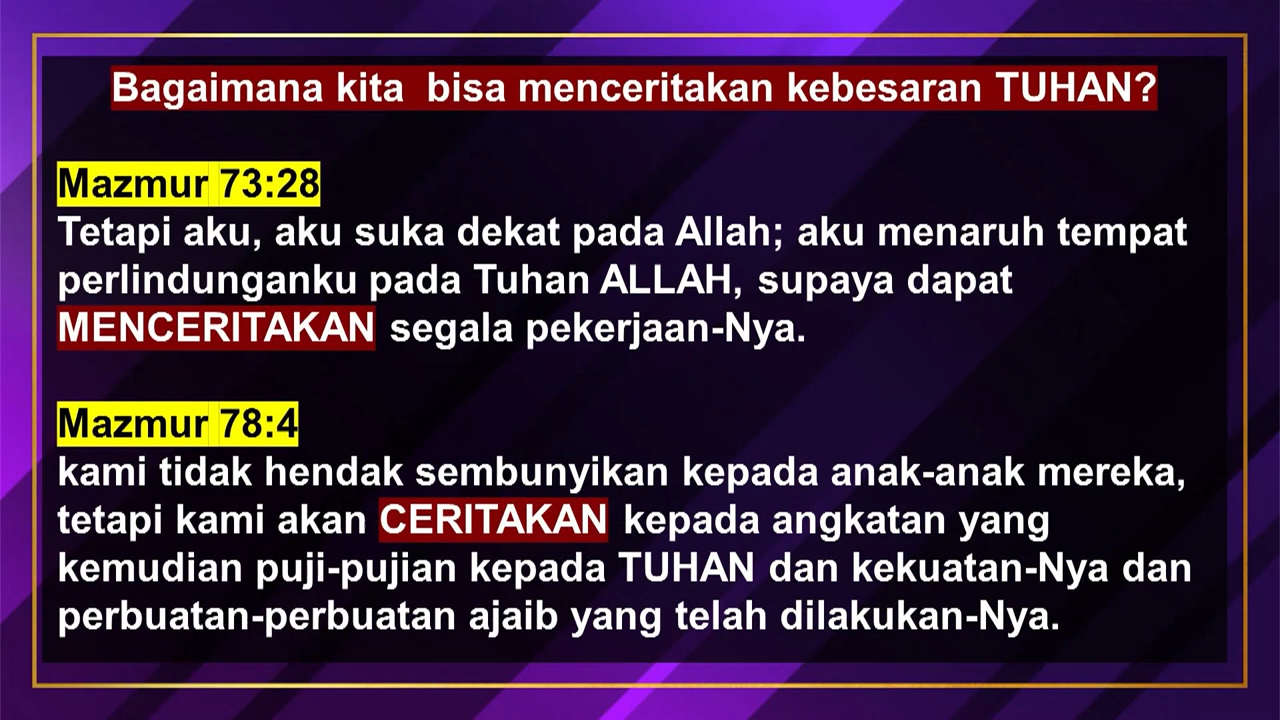 Bagaimana kita  bisa menceritakan kebesaran TUHAN?
Mazmur 73:28
Tetapi aku, aku suka dekat pada Allah; aku menaruh tempat
perlindunganku pada Tuhan ALLAH, supaya dapat
MENCERITAKAN segala pekerjaan-Nya.
Mazmur 78:4
kami tidak hendak sembunyikan kepada anak-anak mereka,
tetapi kami akan CERITAKAN kepada angkatan yang
kemudian puji-pujian kepada TUHAN dan kekuatan-Nya dan
perbuatan-perbuatan ajaib yang telah dilakukan-Nya.